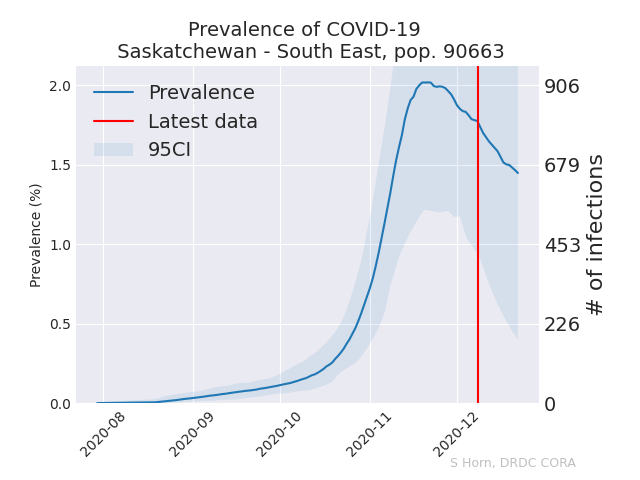 Prevalence of COVID-19
Saskatchewan - South East, pop. 90663
Prevalence
Latest data
95CI
2.0
1.5
1.0
0.5
0.0
Prevalence (%)
906
679
453
226
0
# of infections
2020-08
2020-09
2020-10
2020-11
2020-12
S Horn, DRDC CORA